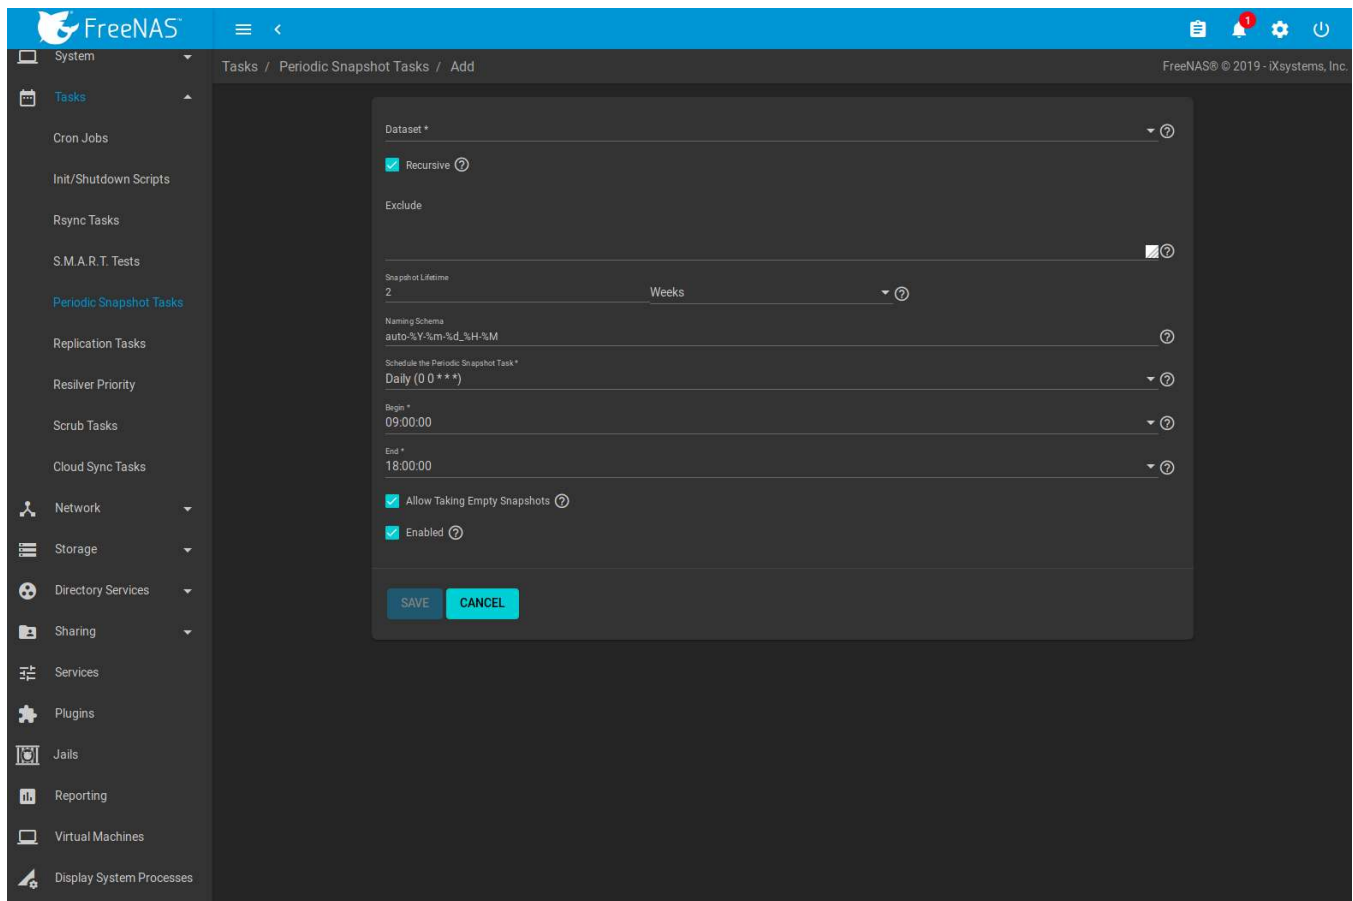 FreeNAS
1
System
Tasks / Periodic Snapshot Tasks / Add
FreeNAS® © 2019 - iXsystems, Inc.
Tasks
Cron Jobs
Init/Shutdown Scripts
Rsync Tasks
S.M.A.R.T. Tests
Periodic Snapshot Tasks
Replication Tasks
Resilver Priority
Scrub Tasks
Cloud Sync Tasks
Network
Storage
Directory Services
Sharing
Services
Plugins
Jails
Reporting
Virtual Machines
Display System Processes
Dataset *
Recursive
Exclude
Snapshot Lifetime
2 Weeks
Naming Schema
auto-%Y-%m-%d_%H-%M
Schedule the Periodic Snapshot Task *
Daily (0 0 * * *)
Begin *
09:00:00
End *
18:00:00
Allow Taking Empty Snapshots
Enabled
SAVE CANCEL